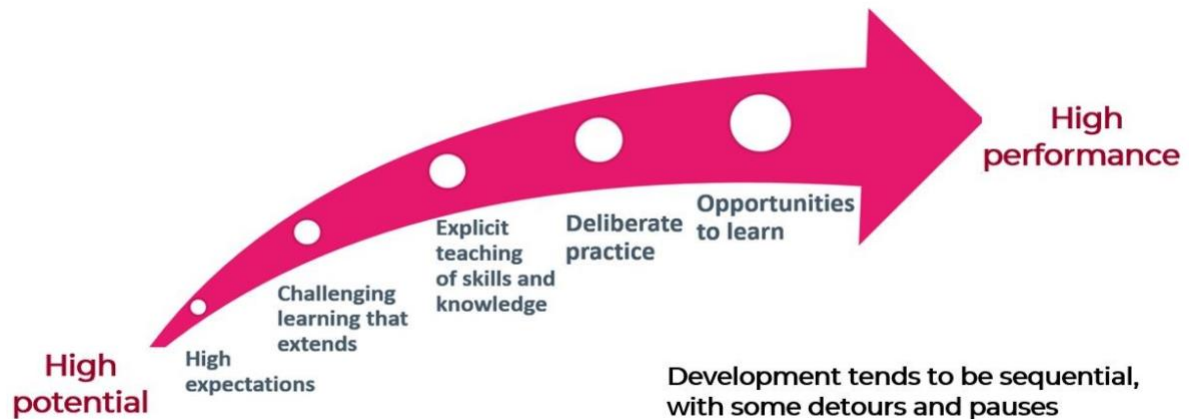 High
potential
High
expectations
Challenging
learning that
extends
Explicit
teaching
of skills and
knowledge
Deliberate
practice
Opportunities
to learn
High
performance
Development tends to be sequential,
with some detours and pauses